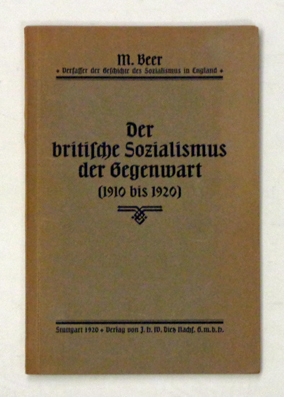 M. Beer
• Verfasser der Geschichte des Sozialismus in England •
Der
britische Sozialismus
der Gegenwart
(1910 bis 1920)
Stuttgart 1920 • Verlag von J. H. W. Dietz Nachf. G.m.b.H.